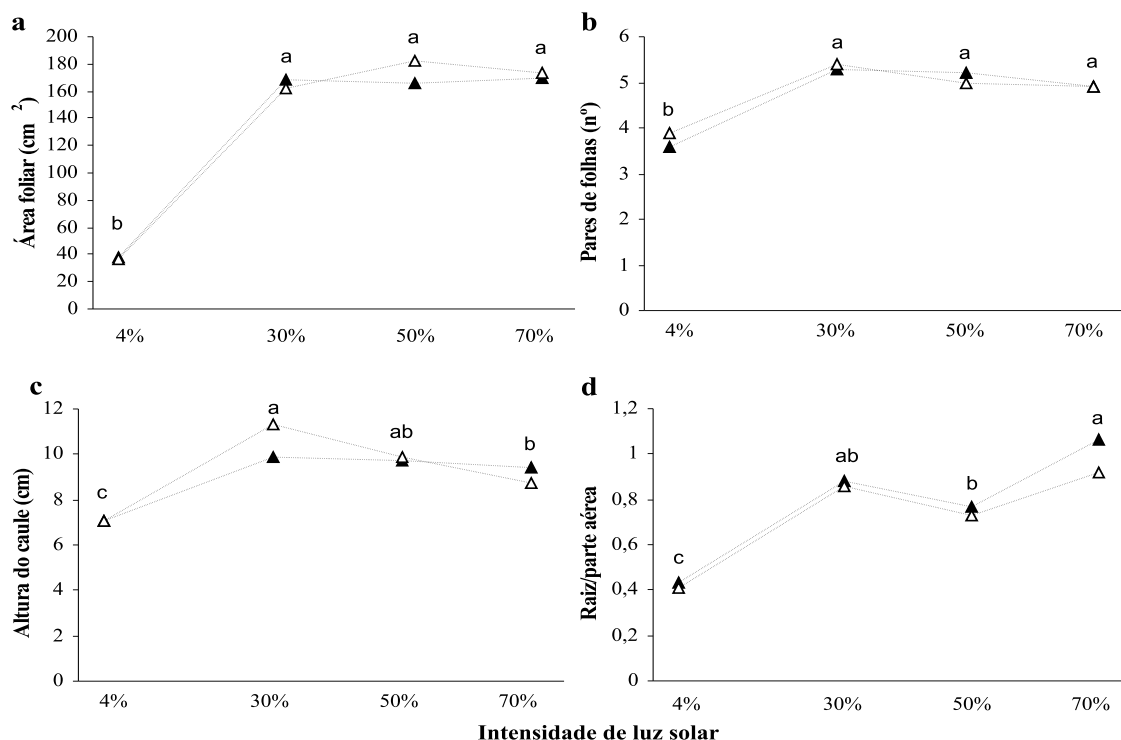 a
Área foliar (cm 2)
200
180
160
140
120
100
80
60
40
20
0
b
a
a
a
4%
30%
50%
70%
b
Pares de folhas (nº)
6
5
4
3
2
1
0
b
a
a
a
4%
30%
50%
70%
c
Altura do caule (cm)
12
10
8
6
4
2
0
c
a
ab
b
4%
30%
50%
70%
d
Raiz/parte aérea
1,2
1
0,8
0,6
0,4
0,2
0
c
ab
b
a
4%
30%
50%
70%
Intensidade de luz solar